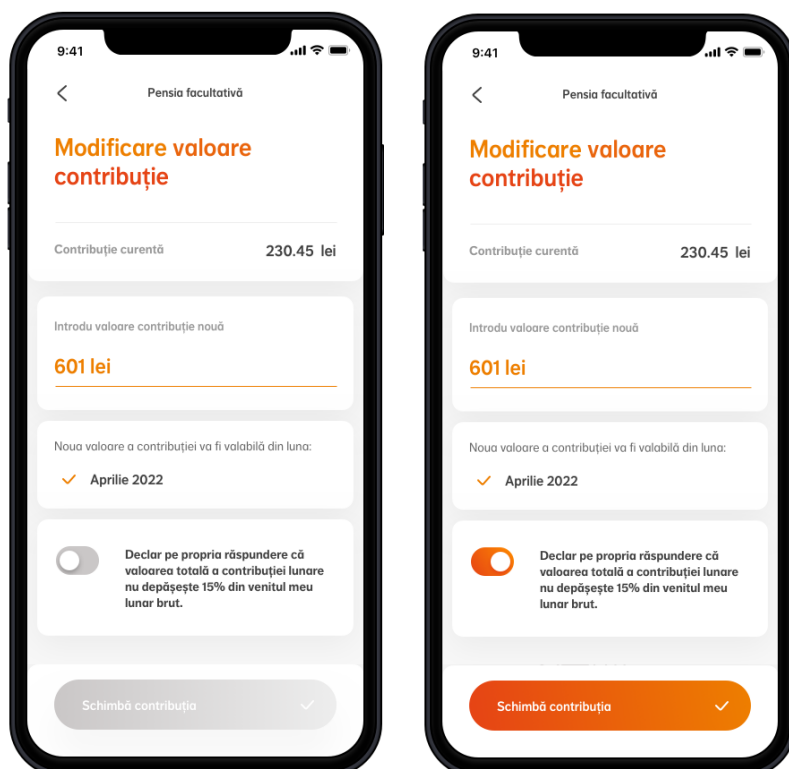 9:41
Pensia facultativă
Modificare valoare
contribuție
Contribuție curentă 230.45 lei
Introdu valoare contribuție nouă
601 lei
Noua valoare a contribuției va fi valabilă din luna:
Aprilie 2022
Declar pe propria răspundere că
valoarea totală a contribuției lunare
nu depășește 15% din venitul meu
lunar brut.
Schimbă contribuția
9:41
Pensia facultativă
Modificare valoare
contribuție
Contribuție curentă 230.45 lei
Introdu valoare contribuție nouă
601 lei
Noua valoare a contribuției va fi valabilă din luna:
Aprilie 2022
Declar pe propria răspundere că
valoarea totală a contribuției lunare
nu depășește 15% din venitul meu
lunar brut.
Schimbă contribuția